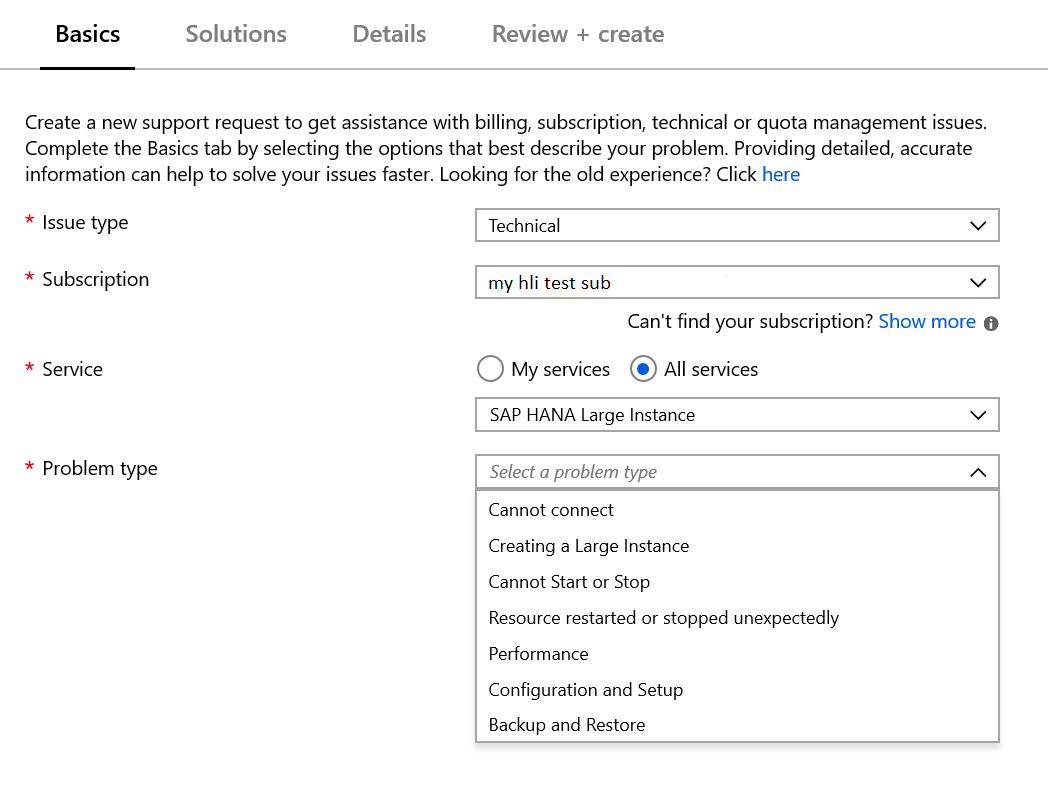 Basics Solutions Details Review + create
Create a new support request to get assistance with billing, subscription, technical or quota management issues.
Complete the Basics tab by selecting the options that best describe your problem. Providing detailed, accurate
information can help to solve your issues faster. Looking for the old experience? Click here
* Issue type
Technical
* Subscription
my hli test sub
Can't find your subscription? Show more
* Service
My services All services
SAP HANA Large Instance
* Problem type
Select a problem type
Cannot connect
Creating a Large Instance
Cannot Start or Stop
Resource restarted or stopped unexpectedly
Performance
Configuration and Setup
Backup and Restore